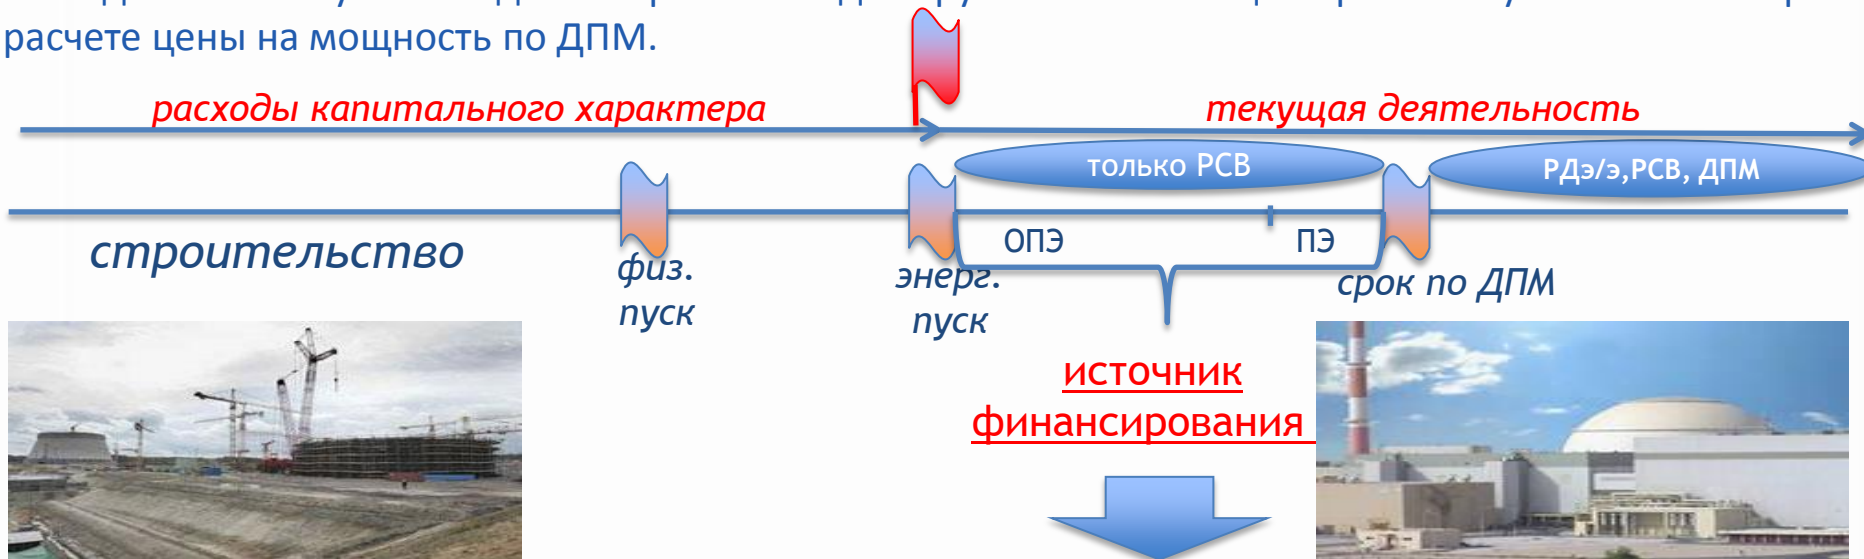 расчете цены на мощность по ДПМ.
расходы капитального характера
текущая деятельность
только РСВ
РДэ/э,РСВ, ДПМ
ОПЭ
ПЭ
строительство
физ.
пуск
энерг.
пуск
срок по ДПМ
источник
финансирования